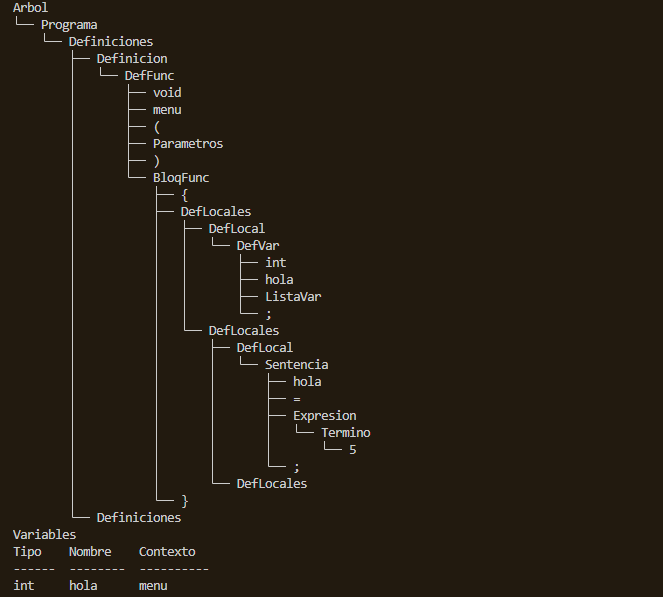 Arbol
└── Programa
    └── Definiciones
        ├── Definicion
        │   └── DefFunc
        │       ├── void
        │       ├── menu
        │       ├── (
        │       ├── Parametros
        │       ├── )
        │       └── BloqFunc
        │           ├── {
        │           ├── DefLocales
        │           │   ├── DefLocal
        │           │   │   └── DefVar
        │           │   │       ├── int
        │           │   │       ├── hola
        │           │   │       ├── ListaVar
        │           │   │       └── ;
        │           │   └── DefLocales
        │           │       ├── DefLocal
        │           │       │   └── Sentencia
        │           │       │       ├── hola
        │           │       │       ├── =
        │           │       │       ├── Expresion
        │           │       │       │   └── Termino
        │           │       │       │       └── 5
        │           │       │       └── ;
        │           │       └── DefLocales
        │           └── }
        └── Definiciones
Variables
Tipo    Nombre    Contexto
------  --------  ----------
int     hola      menu